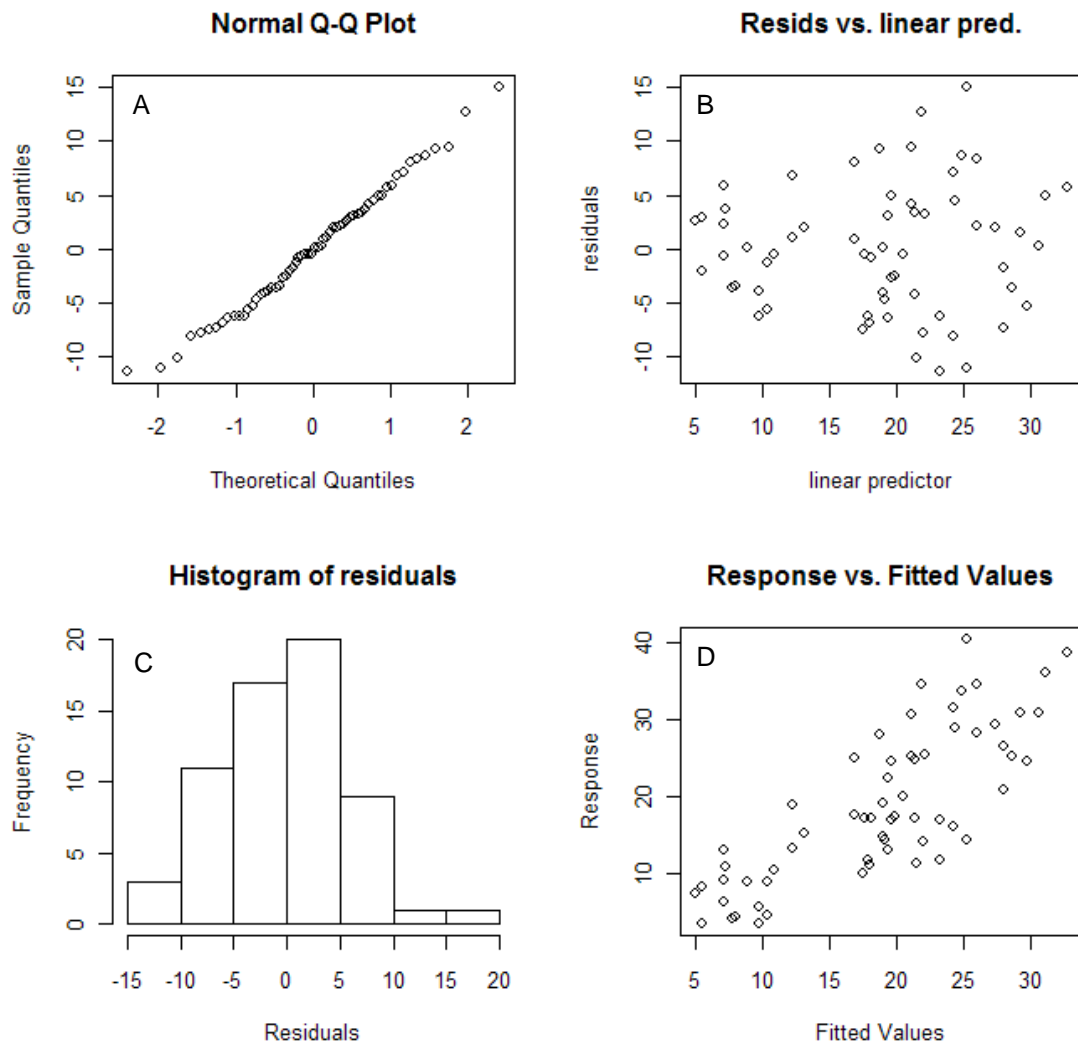 Normal Q-Q Plot
A
15
10
5
0
-5
-10
Sample Quantiles
-2 -1 0 1 2
Theoretical Quantiles
Resids vs. linear pred.
B
15
10
5
0
-5
-10
residuals
5 10 15 20 25 30
linear predictor
Histogram of residuals
C
20
15
10
5
0
Frequency
-15 -10 -5 0 5 10 15 20
Residuals
Response vs. Fitted Values
D
40
30
20
10
Response
5 10 15 20 25 30
Fitted Values